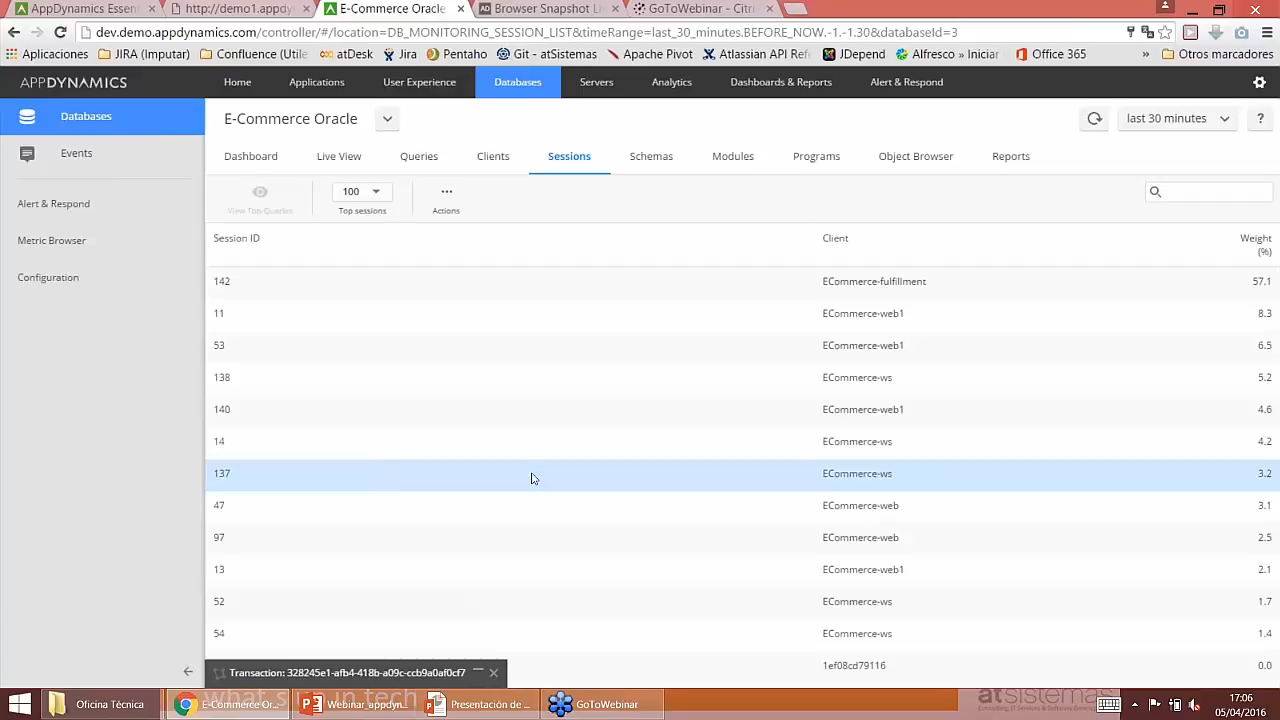 AppDynamics Essen
http://demo1.appdy
E-Commerce Oracle
Browser Snapshot Li
GoToWebinar - Citri
dev.demo.appdynamics.com/controller/#/location=DB_MONITORING_SESSION_LIST&timeRange=last_30_minutes.BEFORE_NOW.-1.-1.30&databaseId=3
Aplicaciones JIRA (Imputar) Confluence (Utile atDesk Jira Pentaho Git - atSistemas Apache Pivot Atlassian API Refe JDepend Alfresco » Iniciar Office 365 » Otros marcadores
APPDYNAMICS Home Applications User Experience Databases Servers Analytics Dashboards & Reports Alert & Respond
Databases
Events
Alert & Respond
Metric Browser
Configuration
E-Commerce Oracle last 30 minutes ?
Dashboard Live View Queries Clients Sessions Schemas Modules Programs Object Browser Reports
100 ...
View Top Queries Top sessions Actions
Session ID Client Weight
(%)
142 ECommerce-fulfillment 57.1
11 ECommerce-web1 8.3
53 ECommerce-web1 6.5
138 ECommerce-ws 5.2
140 ECommerce-web1 4.6
14 ECommerce-ws 4.2
137 ECommerce-ws 3.2
47 ECommerce-web 3.1
97 ECommerce-web 2.5
13 ECommerce-web1 2.1
52 ECommerce-ws 1.7
54 ECommerce-ws 1.4
1ef08cd79116 0.0
Transaction: 328245e1-afb4-418b-a09c-ccb9a0af0cf7
in tech
atsistemas
Oficina Técnica E-Commerce Or... Webinar_appdyn... Presentación de ... GoToWebinar
17:06
05/04/2016